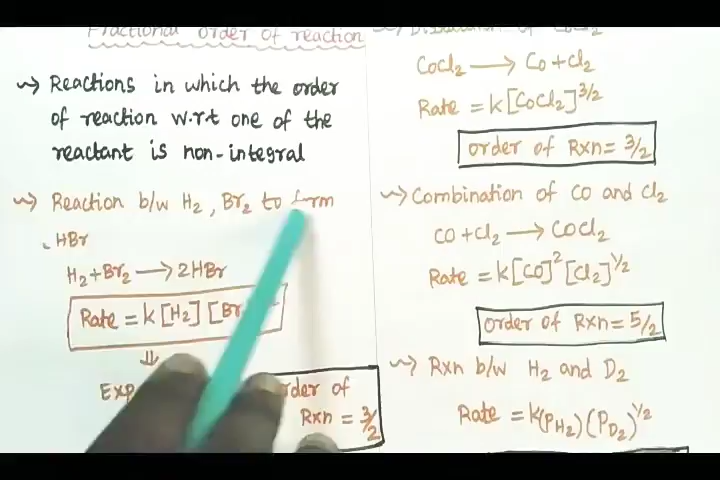 Fractional order of reaction
⇝ Reactions in which the order
of reaction w.r.t one of the
reactant is non-integral
⇝ Reaction b/w H₂, Br₂ to form
HBr
H₂+Br₂ ⟶ 2HBr
Rate = K [H₂] [Br
⇓
Exp
order of
Rxn = 3/2
COCl₂ ⟶ CO + Cl₂
Rate = K[COCl₂]^3/2
order of Rxn = 3/2
⇝ Combination of CO and Cl₂
CO + Cl₂ ⟶ COCl₂
Rate = K[CO]²[Cl₂]^1/2
order of Rxn = 5/2
⇝ Rxn b/w H₂ and D₂
Rate = K(P_H₂)(P_D₂)^1/2